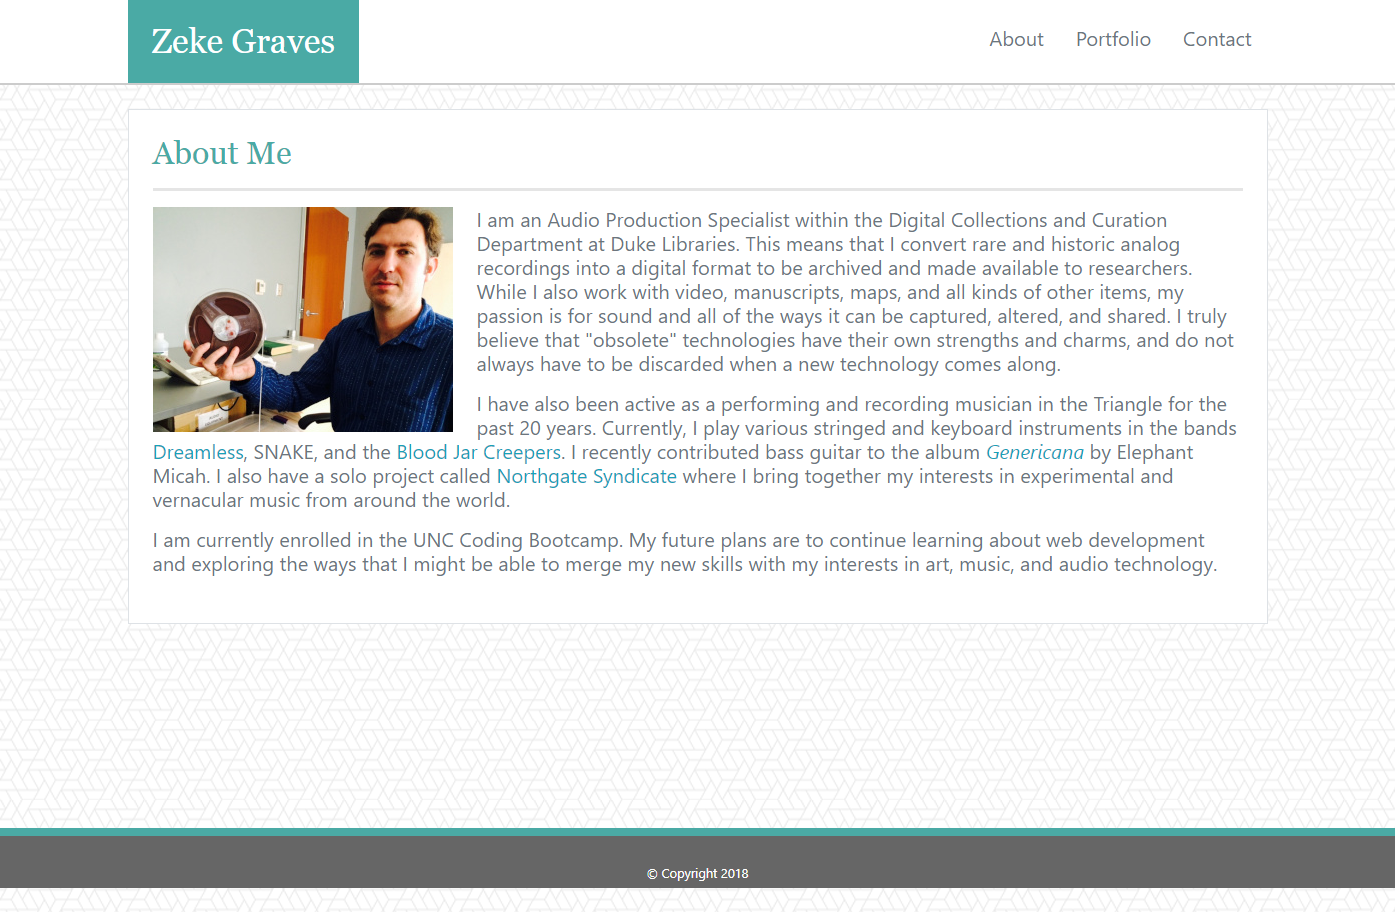 Zeke Graves
About Portfolio Contact
About Me
I am an Audio Production Specialist within the Digital Collections and Curation
Department at Duke Libraries. This means that I convert rare and historic analog
recordings into a digital format to be archived and made available to researchers.
While I also work with video, manuscripts, maps, and all kinds of other items, my
passion is for sound and all of the ways it can be captured, altered, and shared. I truly
believe that "obsolete" technologies have their own strengths and charms, and do not
always have to be discarded when a new technology comes along.
I have also been active as a performing and recording musician in the Triangle for the
past 20 years. Currently, I play various stringed and keyboard instruments in the bands
Dreamless, SNAKE, and the Blood Jar Creepers. I recently contributed bass guitar to the album Genericana by Elephant
Micah. I also have a solo project called Northgate Syndicate where I bring together my interests in experimental and
vernacular music from around the world.
I am currently enrolled in the UNC Coding Bootcamp. My future plans are to continue learning about web development
and exploring the ways that I might be able to merge my new skills with my interests in art, music, and audio technology.
© Copyright 2018